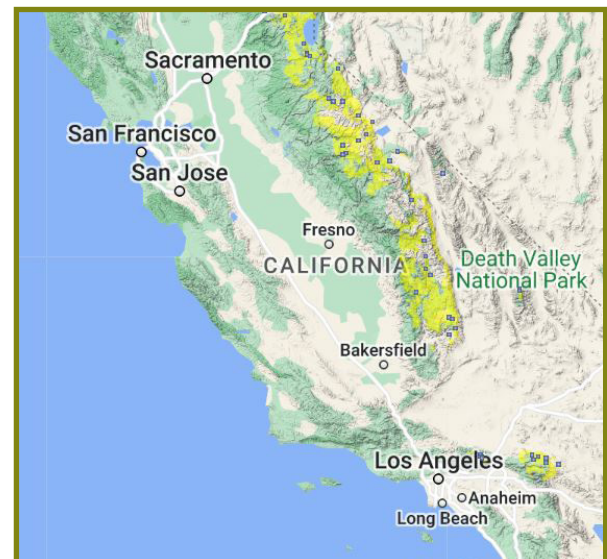 Sacramento
San Francisco
San Jose
Fresno
CALIFORNIA
Death Valley
National Park
Bakersfield
Los Angeles
Anaheim
Long Beach